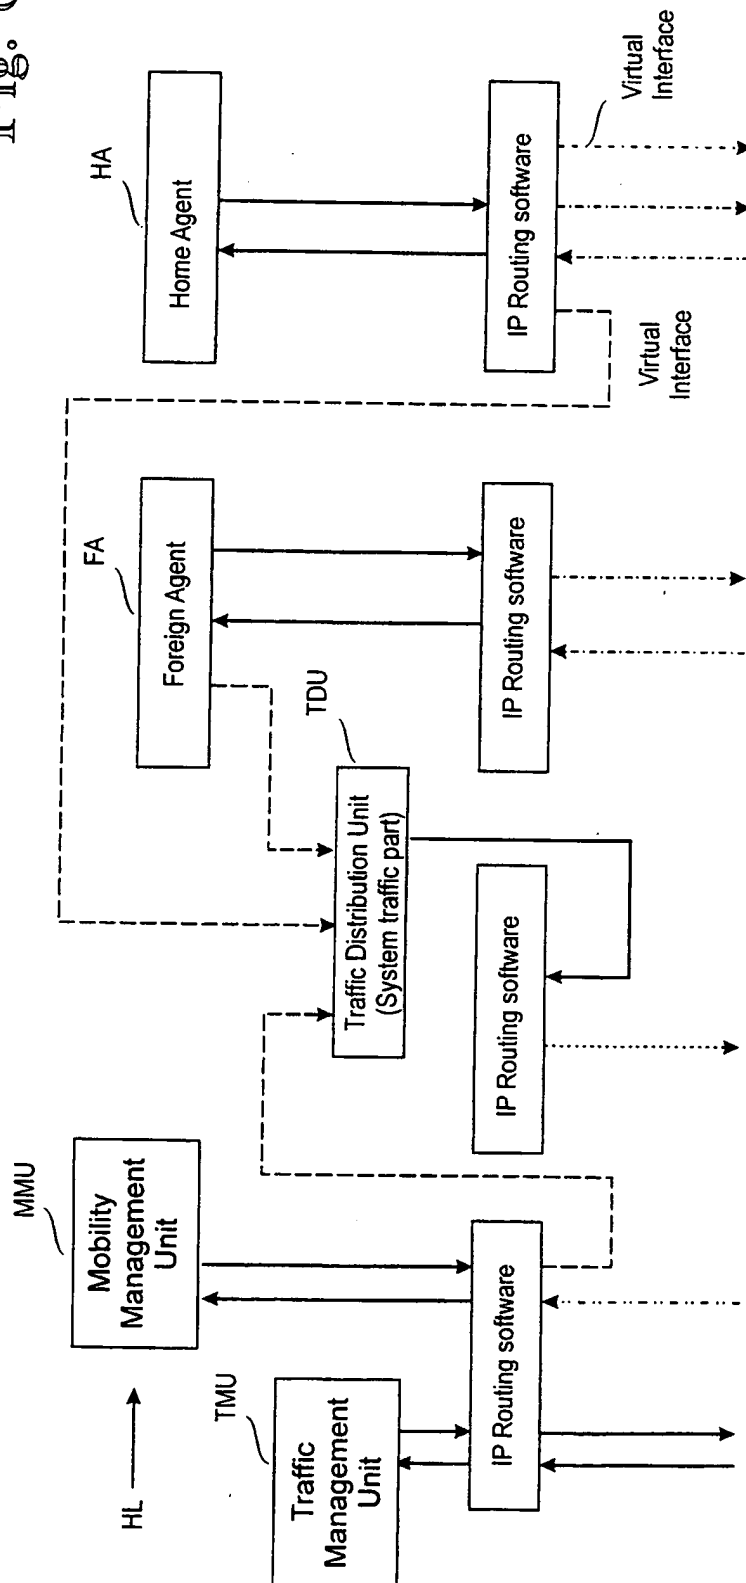 Fig.
HL
MMU
Mobility
Management
Unit
TMU
Traffic
Management
Unit
IP Routing software
TDU
Traffic Distribution Unit
(System traffic part)
IP Routing software
FA
Foreign Agent
IP Routing software
HA
Home Agent
IP Routing software
Virtual
Interface
Virtual
Interface